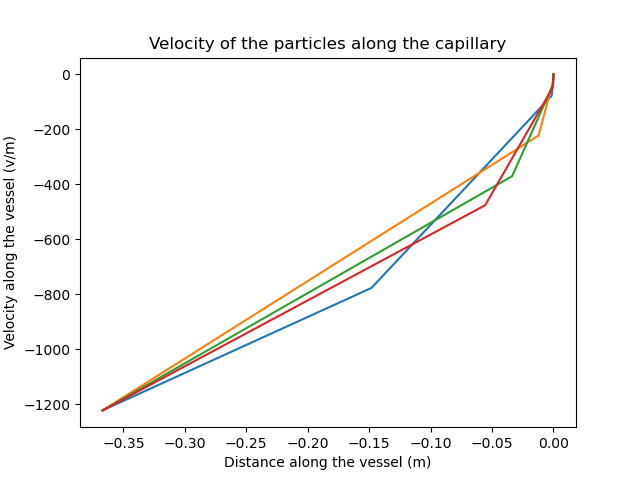 Velocity of the particles along the capillary
Velocity along the vessel (v/m)
0
−200
−400
−600
−800
−1000
−1200
−0.35 −0.30 −0.25 −0.20 −0.15 −0.10 −0.05 0.00
Distance along the vessel (m)